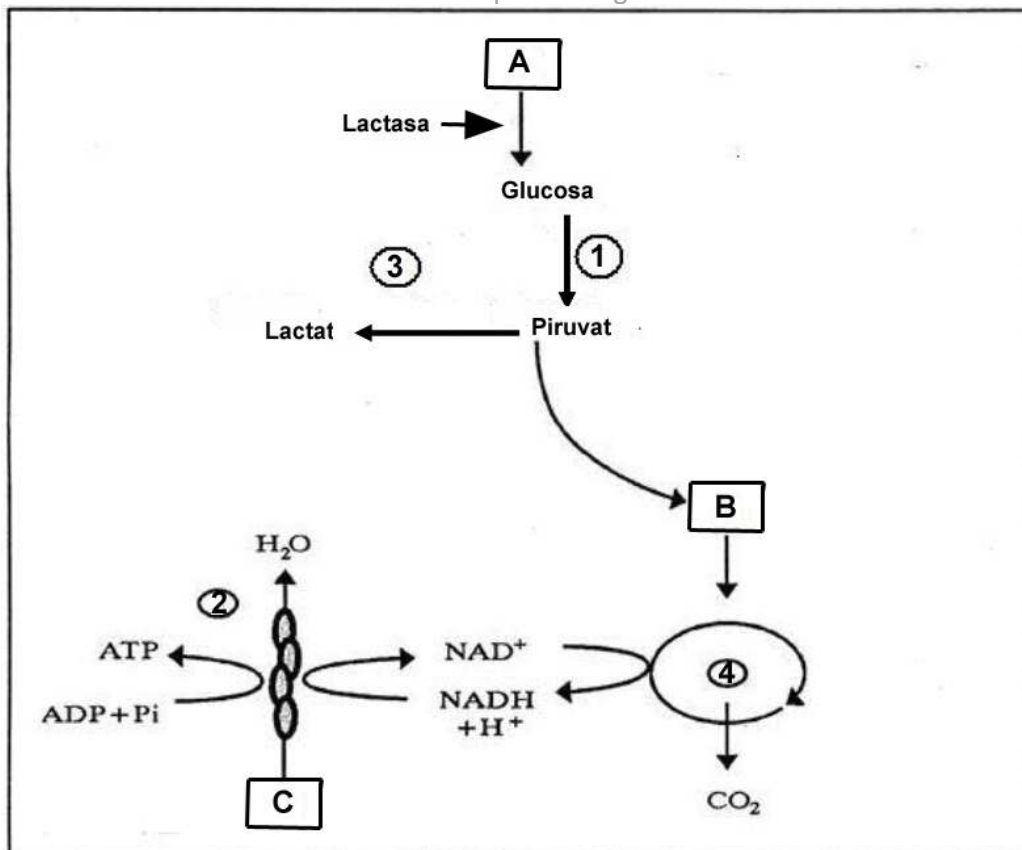 A
Lactasa
Glucosa
1
3
Lactat
Piruvat
B
H₂O
2
ATP
NAD⁺
4
ADP+Pi
NADH
+H⁺
C
CO₂